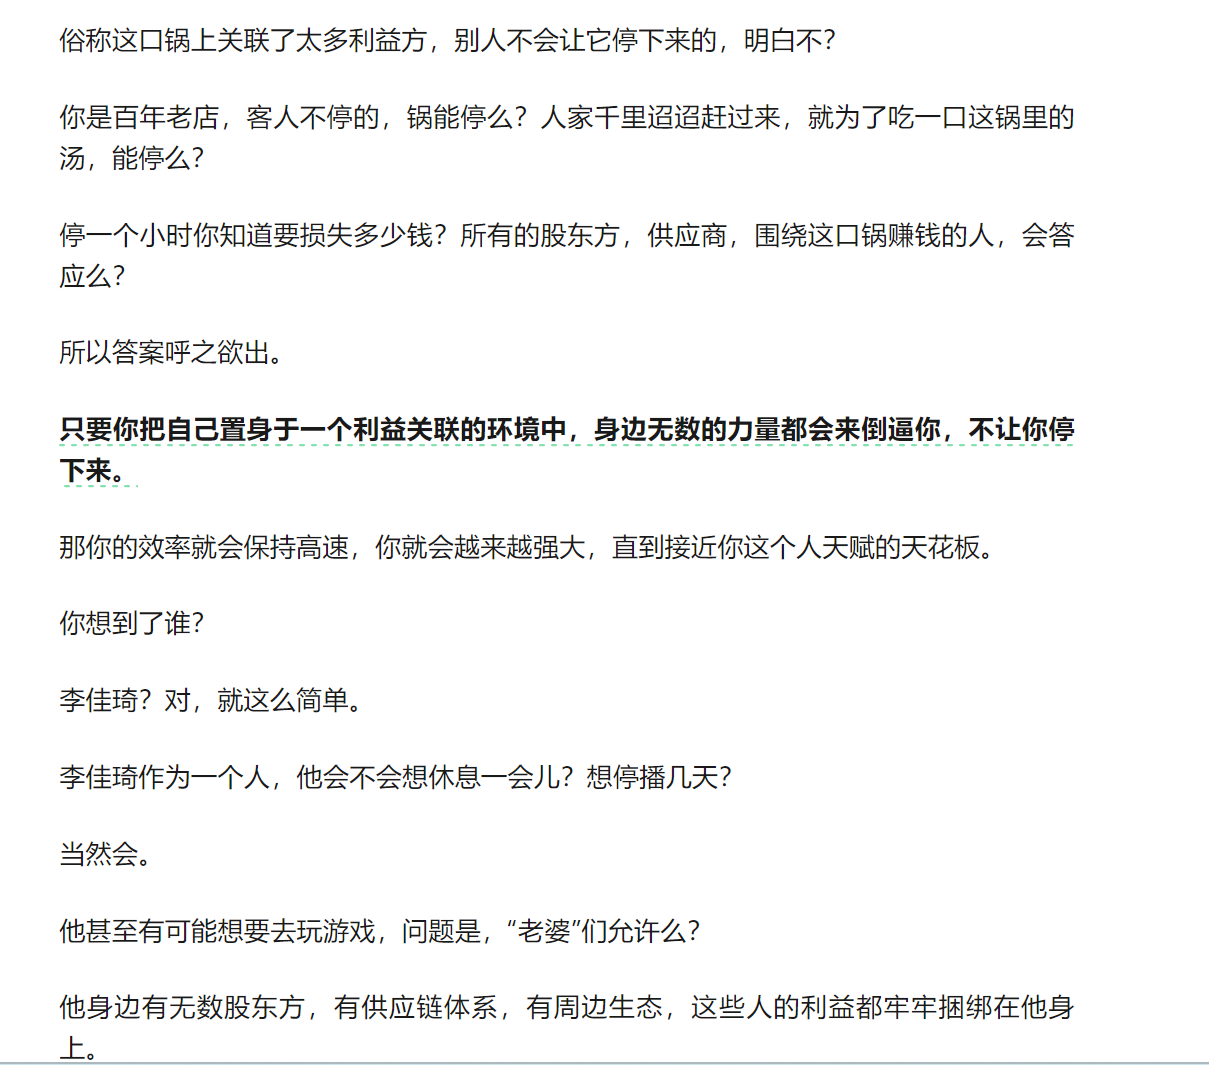 俗称这口锅上关联了太多利益方，别人不会让它停下来的，明白不？
你是百年老店，客人不停的，锅能停么？人家千里迢迢赶过来，就为了吃一口这锅里的
汤，能停么？
停一个小时你知道要损失多少钱？所有的股东方，供应商，围绕这口锅赚钱的人，会答
应么？
所以答案呼之欲出。
只要你把自己置身于一个利益关联的环境中，身边无数的力量都会来倒逼你，不让你停
下来。
那你的效率就会保持高速，你就会越来越强大，直到接近你这个人天赋的天花板。
你想到了谁？
李佳琦？对，就这么简单。
李佳琦作为一个人，他会不会想休息一会儿？想停播几天？
当然会。
他甚至有可能想要去玩游戏，问题是，“老婆”们允许么？
他身边有无数股东方，有供应链体系，有周边生态，这些人的利益都牢牢捆绑在他身
上。